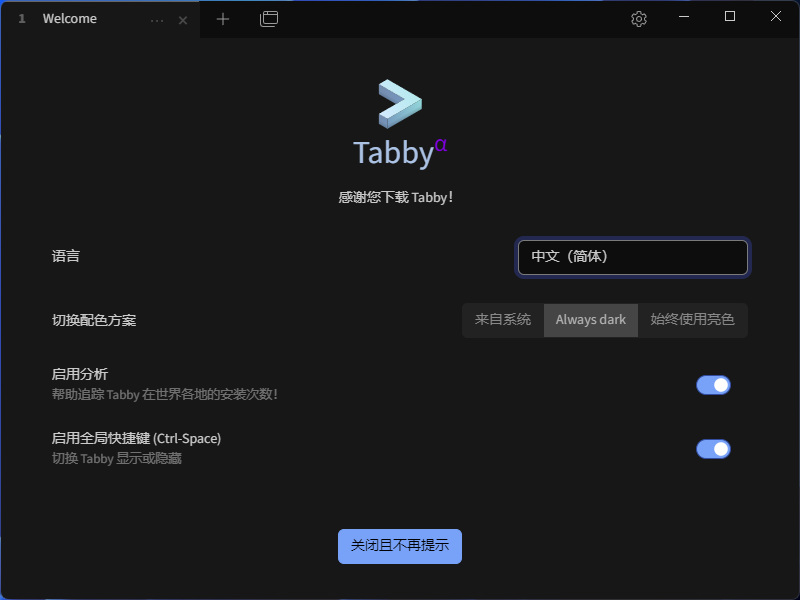 1 Welcome ...
Tabbyα
感谢您下载 Tabby！
语言 中文（简体）
切换配色方案 来自系统 Always dark 始终使用亮色
启用分析
帮助追踪 Tabby 在世界各地的安装次数！
启用全局快捷键 (Ctrl-Space)
切换 Tabby 显示或隐藏
关闭且不再提示